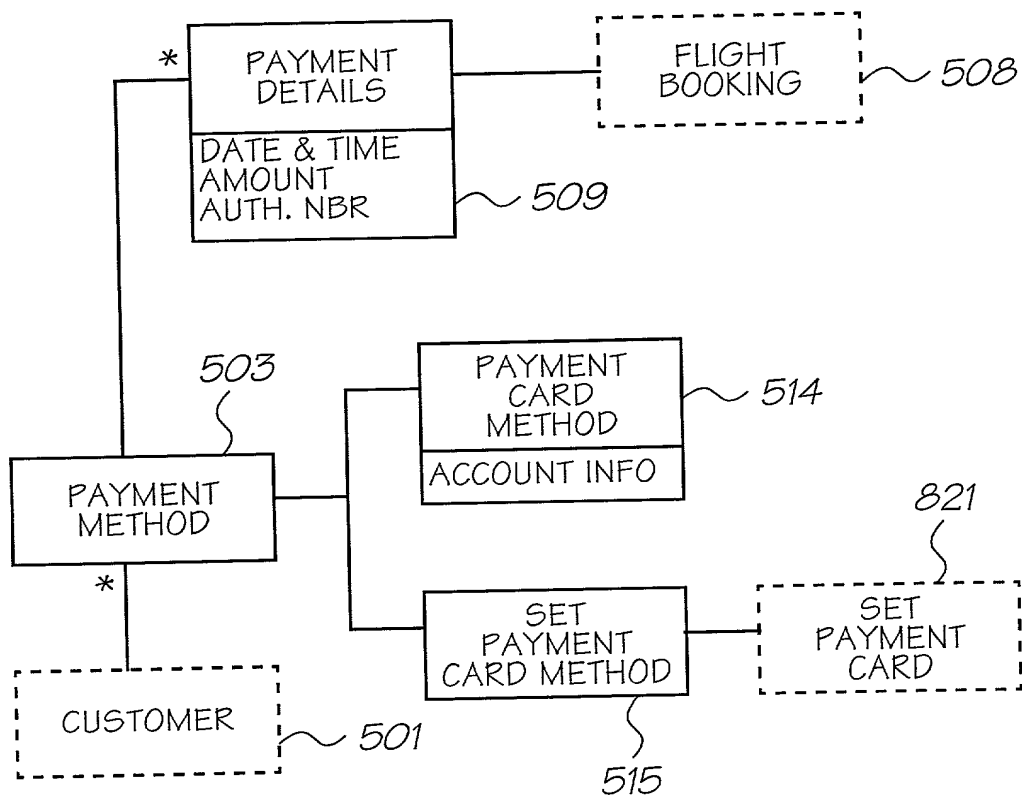 *
PAYMENT
DETAILS
DATE & TIME
AMOUNT
AUTH. NBR
509
FLIGHT
BOOKING
508
503
PAYMENT
METHOD
*
PAYMENT
CARD
METHOD
ACCOUNT INFO
514
SET
PAYMENT
CARD METHOD
515
821
SET
PAYMENT
CARD
CUSTOMER
501